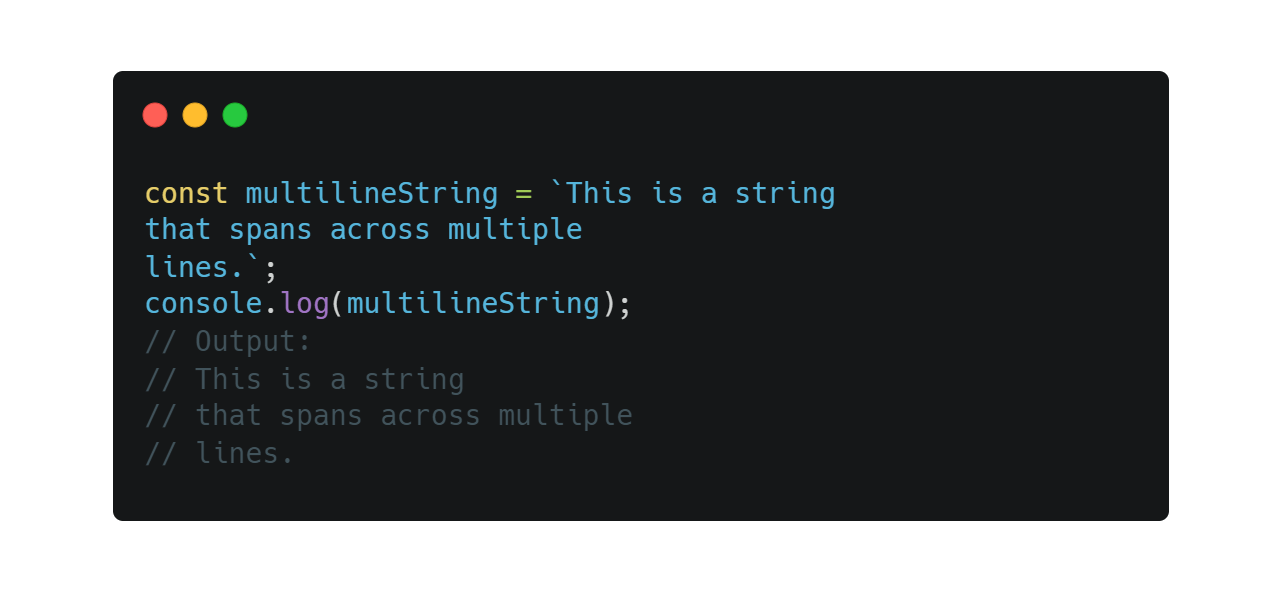 const multilineString = `This is a string
that spans across multiple
lines.`;
console.log(multilineString);
// Output:
// This is a string
// that spans across multiple
// lines.